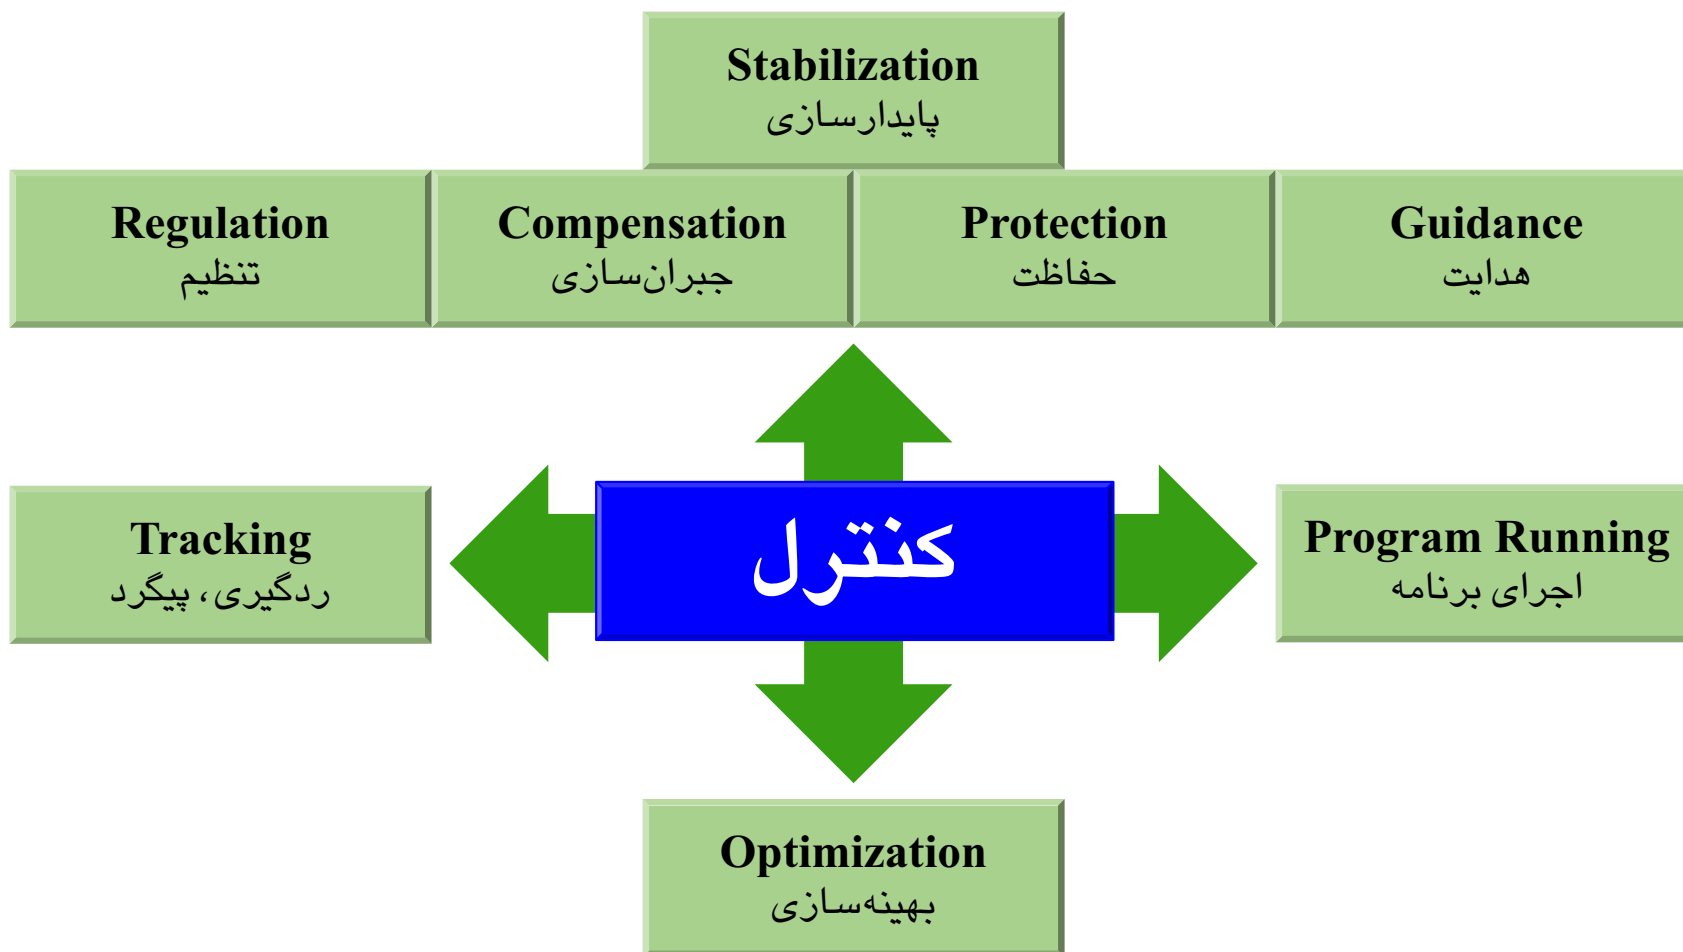 Stabilization
پایدارسازی
Regulation
تنظیم
Compensation
جبران‌سازی
Protection
حفاظت
Guidance
هدایت
Tracking
ردگیری، پیگرد
کنترل
Program Running
اجرای برنامه
Optimization
بهینه‌سازی